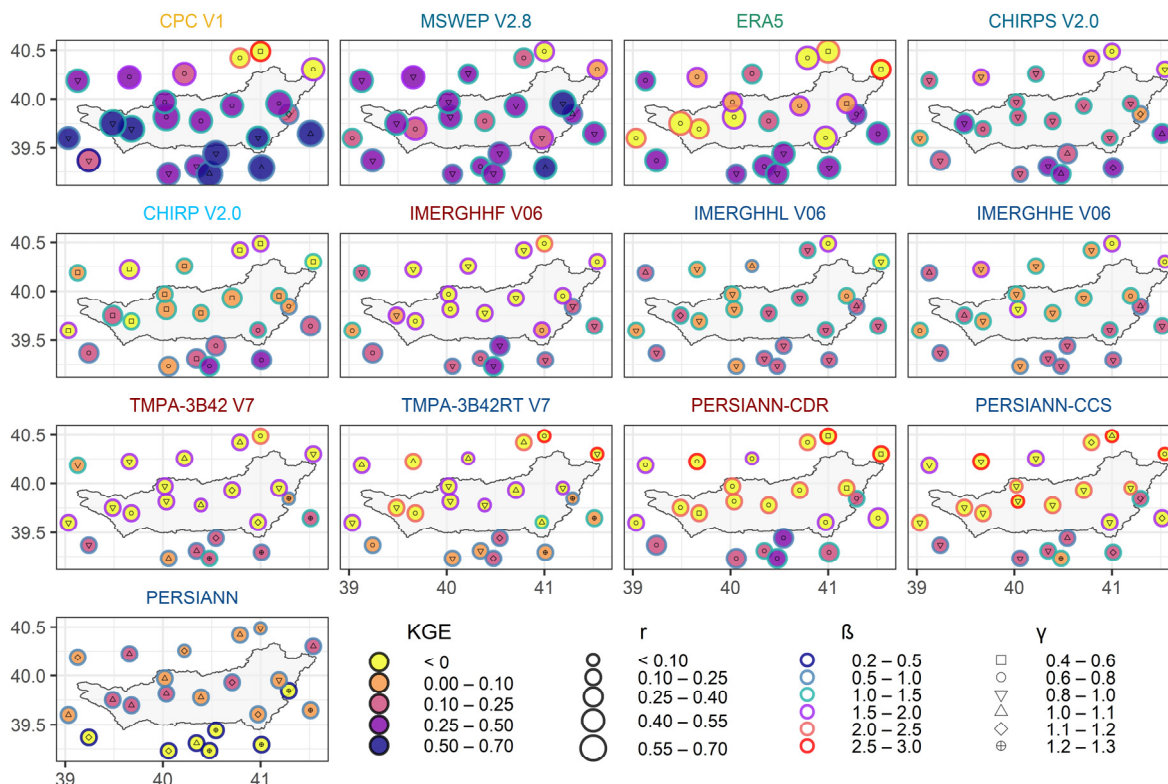 CPC V1 MSWEP V2.8 ERA5 CHIRPS V2.0
40.5
40.0
39.5
CHIRP V2.0 IMERGHHF V06 IMERGHHL V06 IMERGHHE V06
40.5
40.0
39.5
TMPA-3B42 V7 TMPA-3B42RT V7 PERSIANN-CDR PERSIANN-CCS
40.5
40.0
39.5
39 40 41 39 40 41 39 40 41
PERSIANN
40.5
40.0
39.5
39 40 41
KGE r ß γ
< 0 < 0.10 0.2 – 0.5 0.4 – 0.6
0.00 – 0.10 0.10 – 0.25 0.5 – 1.0 0.6 – 0.8
0.10 – 0.25 0.25 – 0.40 1.0 – 1.5 0.8 – 1.0
0.25 – 0.50 0.40 – 0.55 1.5 – 2.0 1.0 – 1.1
0.50 – 0.70 0.55 – 0.70 2.0 – 2.5 1.1 – 1.2
2.5 – 3.0 1.2 – 1.3